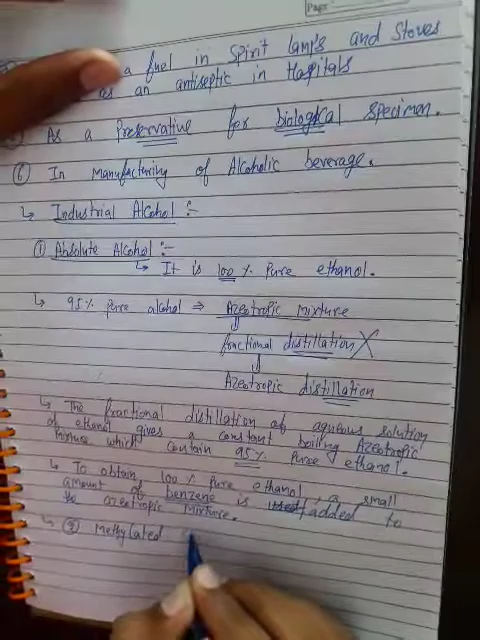 Page:
a fuel in Spirit lamps and Stoves
as an antiseptic in Hospitals
As a Preservative for biological specimen.
⑥ In Manufacturing of Alcoholic beverage.
↳ Industrial Alcohol :-
① Absolute Alcohol :-
↳ It is 100 % Pure ethanol.
↳ 95% Pure alcohol ⇒ Azeotropic Mixture
fractional distillation X
Azeotropic distillation
↳ The fractional distillation of aqueous solution
of ethanol gives a constant boiling Azeotropic
Mixture which contain 95% Pure ethanol.
↳ To obtain 100% Pure ethanol, a small
amount of benzene is added to
the azeotropic Mixture.
↳ ② Methylated